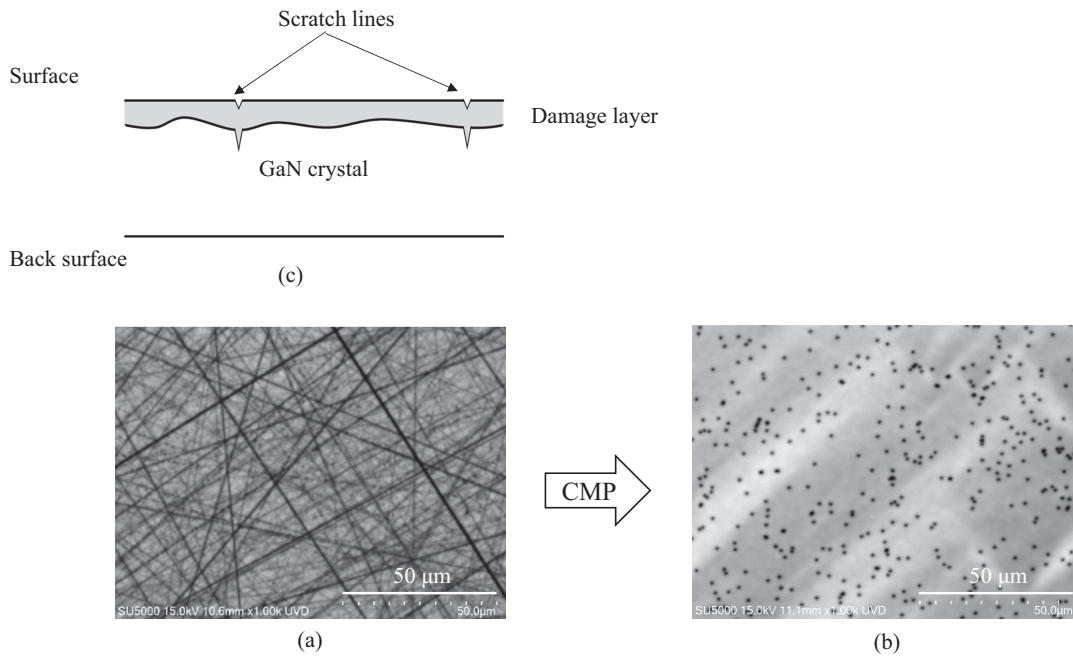 Scratch lines
Surface
Damage layer
GaN crystal
Back surface
(c)
CMP
50 μm
SU5000 15.0kV 10.6mm x1.00k UVD
50.0μm
50 μm
SU5000 15.0kV 11.1mm x1.00k UVD
50.0μm
(a)
(b)